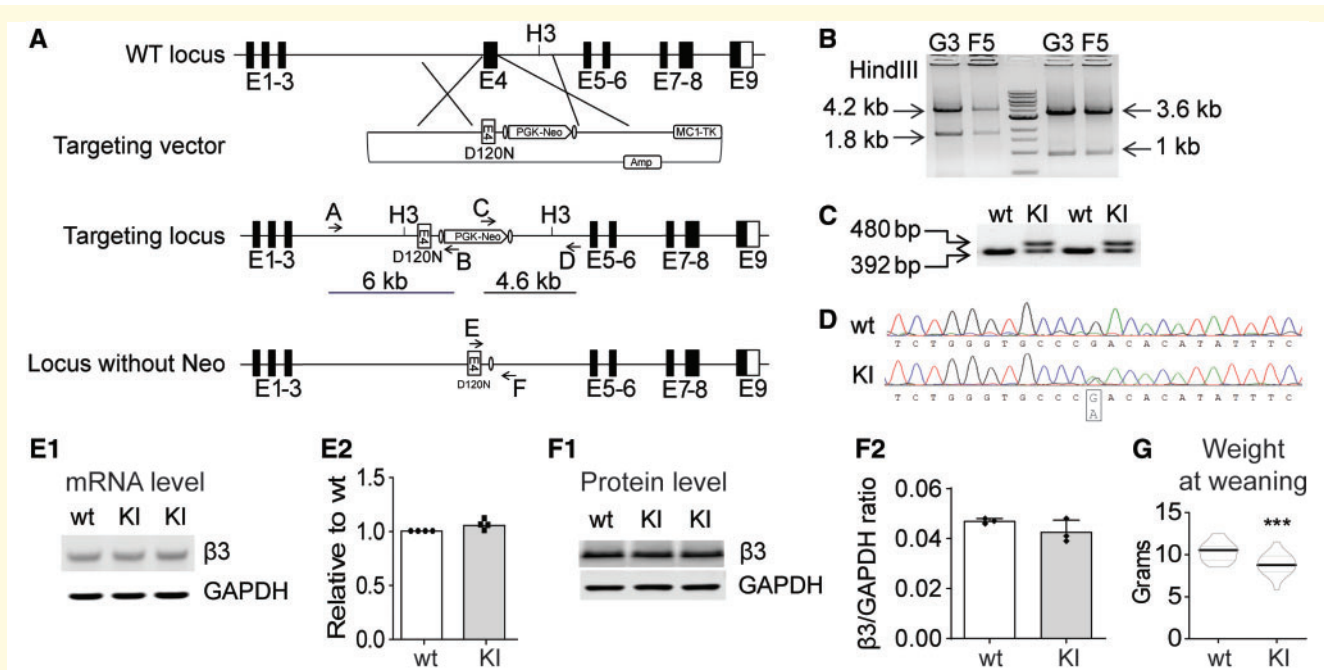 A
WT locus
H3
E1-3
E4
E5-6
E7-8
E9
Targeting vector
E4
PGK-Neo
MC1-TK
D120N
Amp
Targeting locus
A
H3
C
H3
E4
PGK-Neo
D120N
B
D
E1-3
E5-6
E7-8
E9
6 kb
4.6 kb
Locus without Neo
E
E4
D120N
F
E1-3
E5-6
E7-8
E9
B
G3 F5 G3 F5
HindIII
4.2 kb
3.6 kb
1.8 kb
1 kb
C
wt KI wt KI
480 bp
392 bp
D
wt
T C T G G G T G C C C G A C A C A T A T T T C
KI
T C T G G G T G C C C G A C A C A T A T T T C
A
E1
mRNA level
wt KI KI
β3
GAPDH
E2
Relative to wt
1.5
1.0
0.5
0.0
wt KI
F1
Protein level
wt KI KI
β3
GAPDH
F2
β3/GAPDH ratio
0.06
0.04
0.02
0.00
wt KI
G
Weight
at weaning
Grams
15
10
5
0
***
wt KI